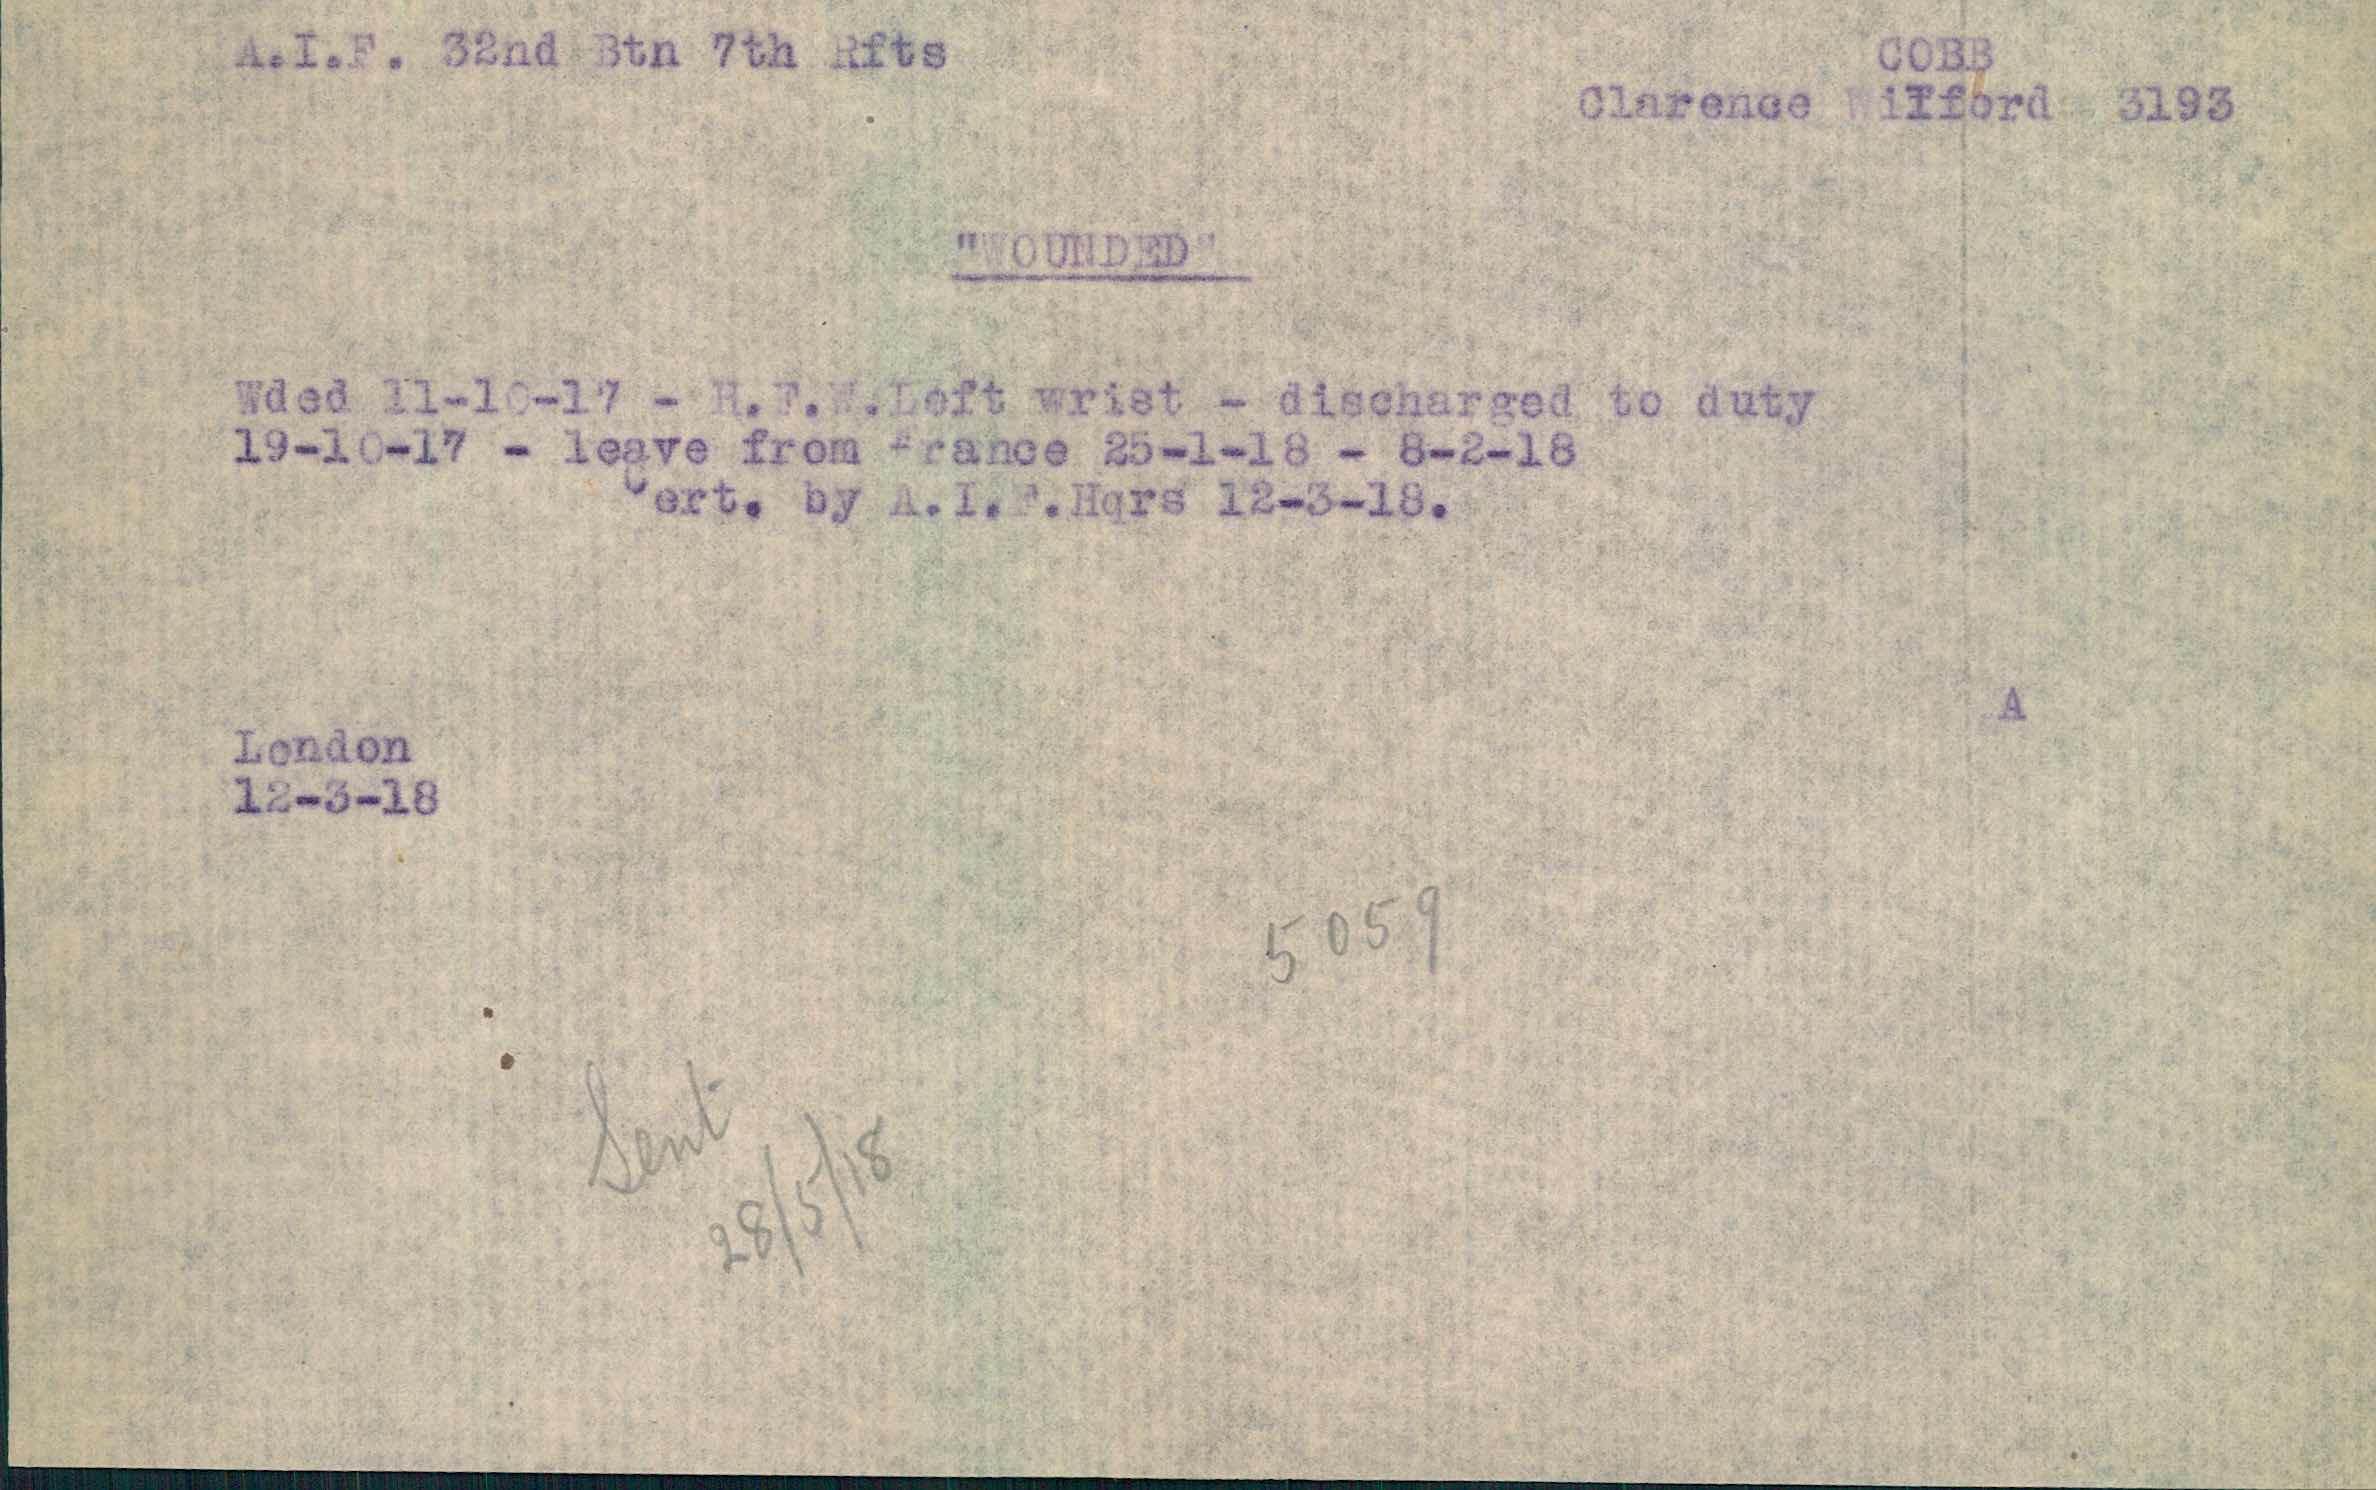 A.I.F. 32nd Btn 7th Rfts
COBB
Clarence Wilford 3193
"WOUNDED"
Wded 11-10-17 - H.F.W.Left wrist - discharged to duty
19-10-17 - leave from France 25-1-18 - 8-2-18
Cert. by A.I.F.Hqrs 12-3-18.
A
London
12-3-18
5059
Sent
28/5/18